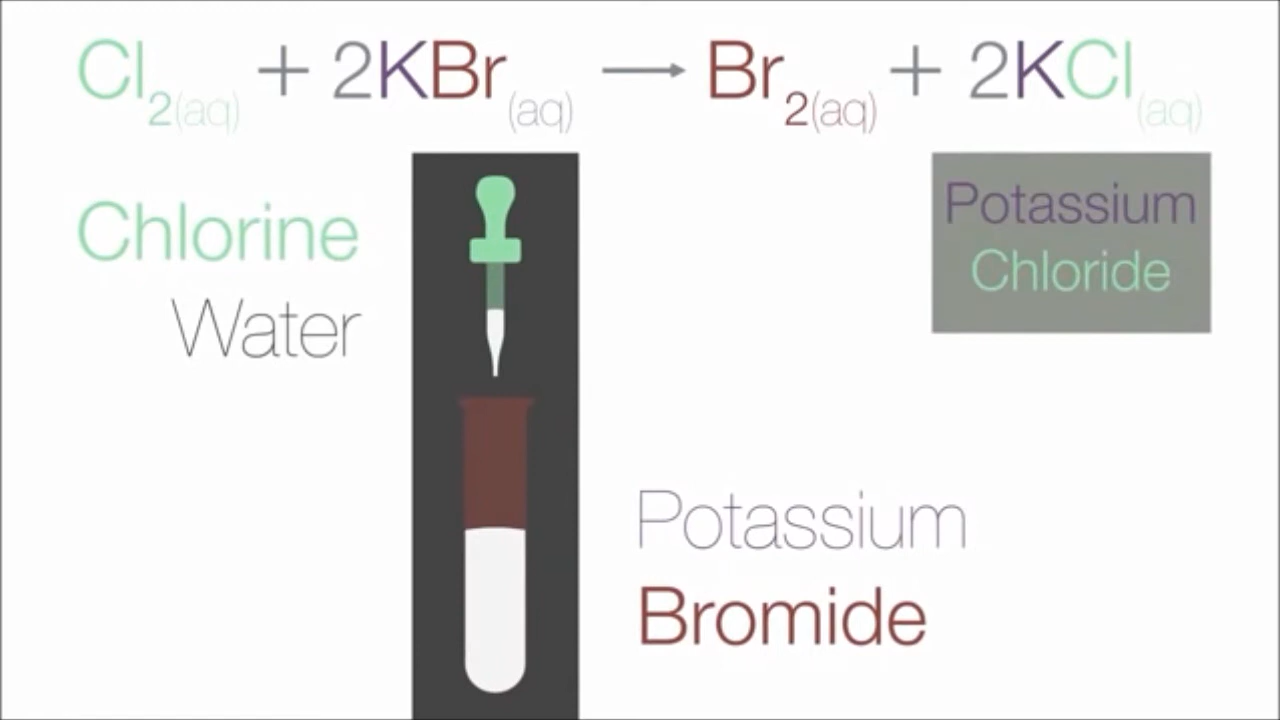 Cl2(aq) + 2KBr(aq) → Br2(aq) + 2KCl(aq)
Chlorine
Water
Potassium
Chloride
Potassium
Bromide